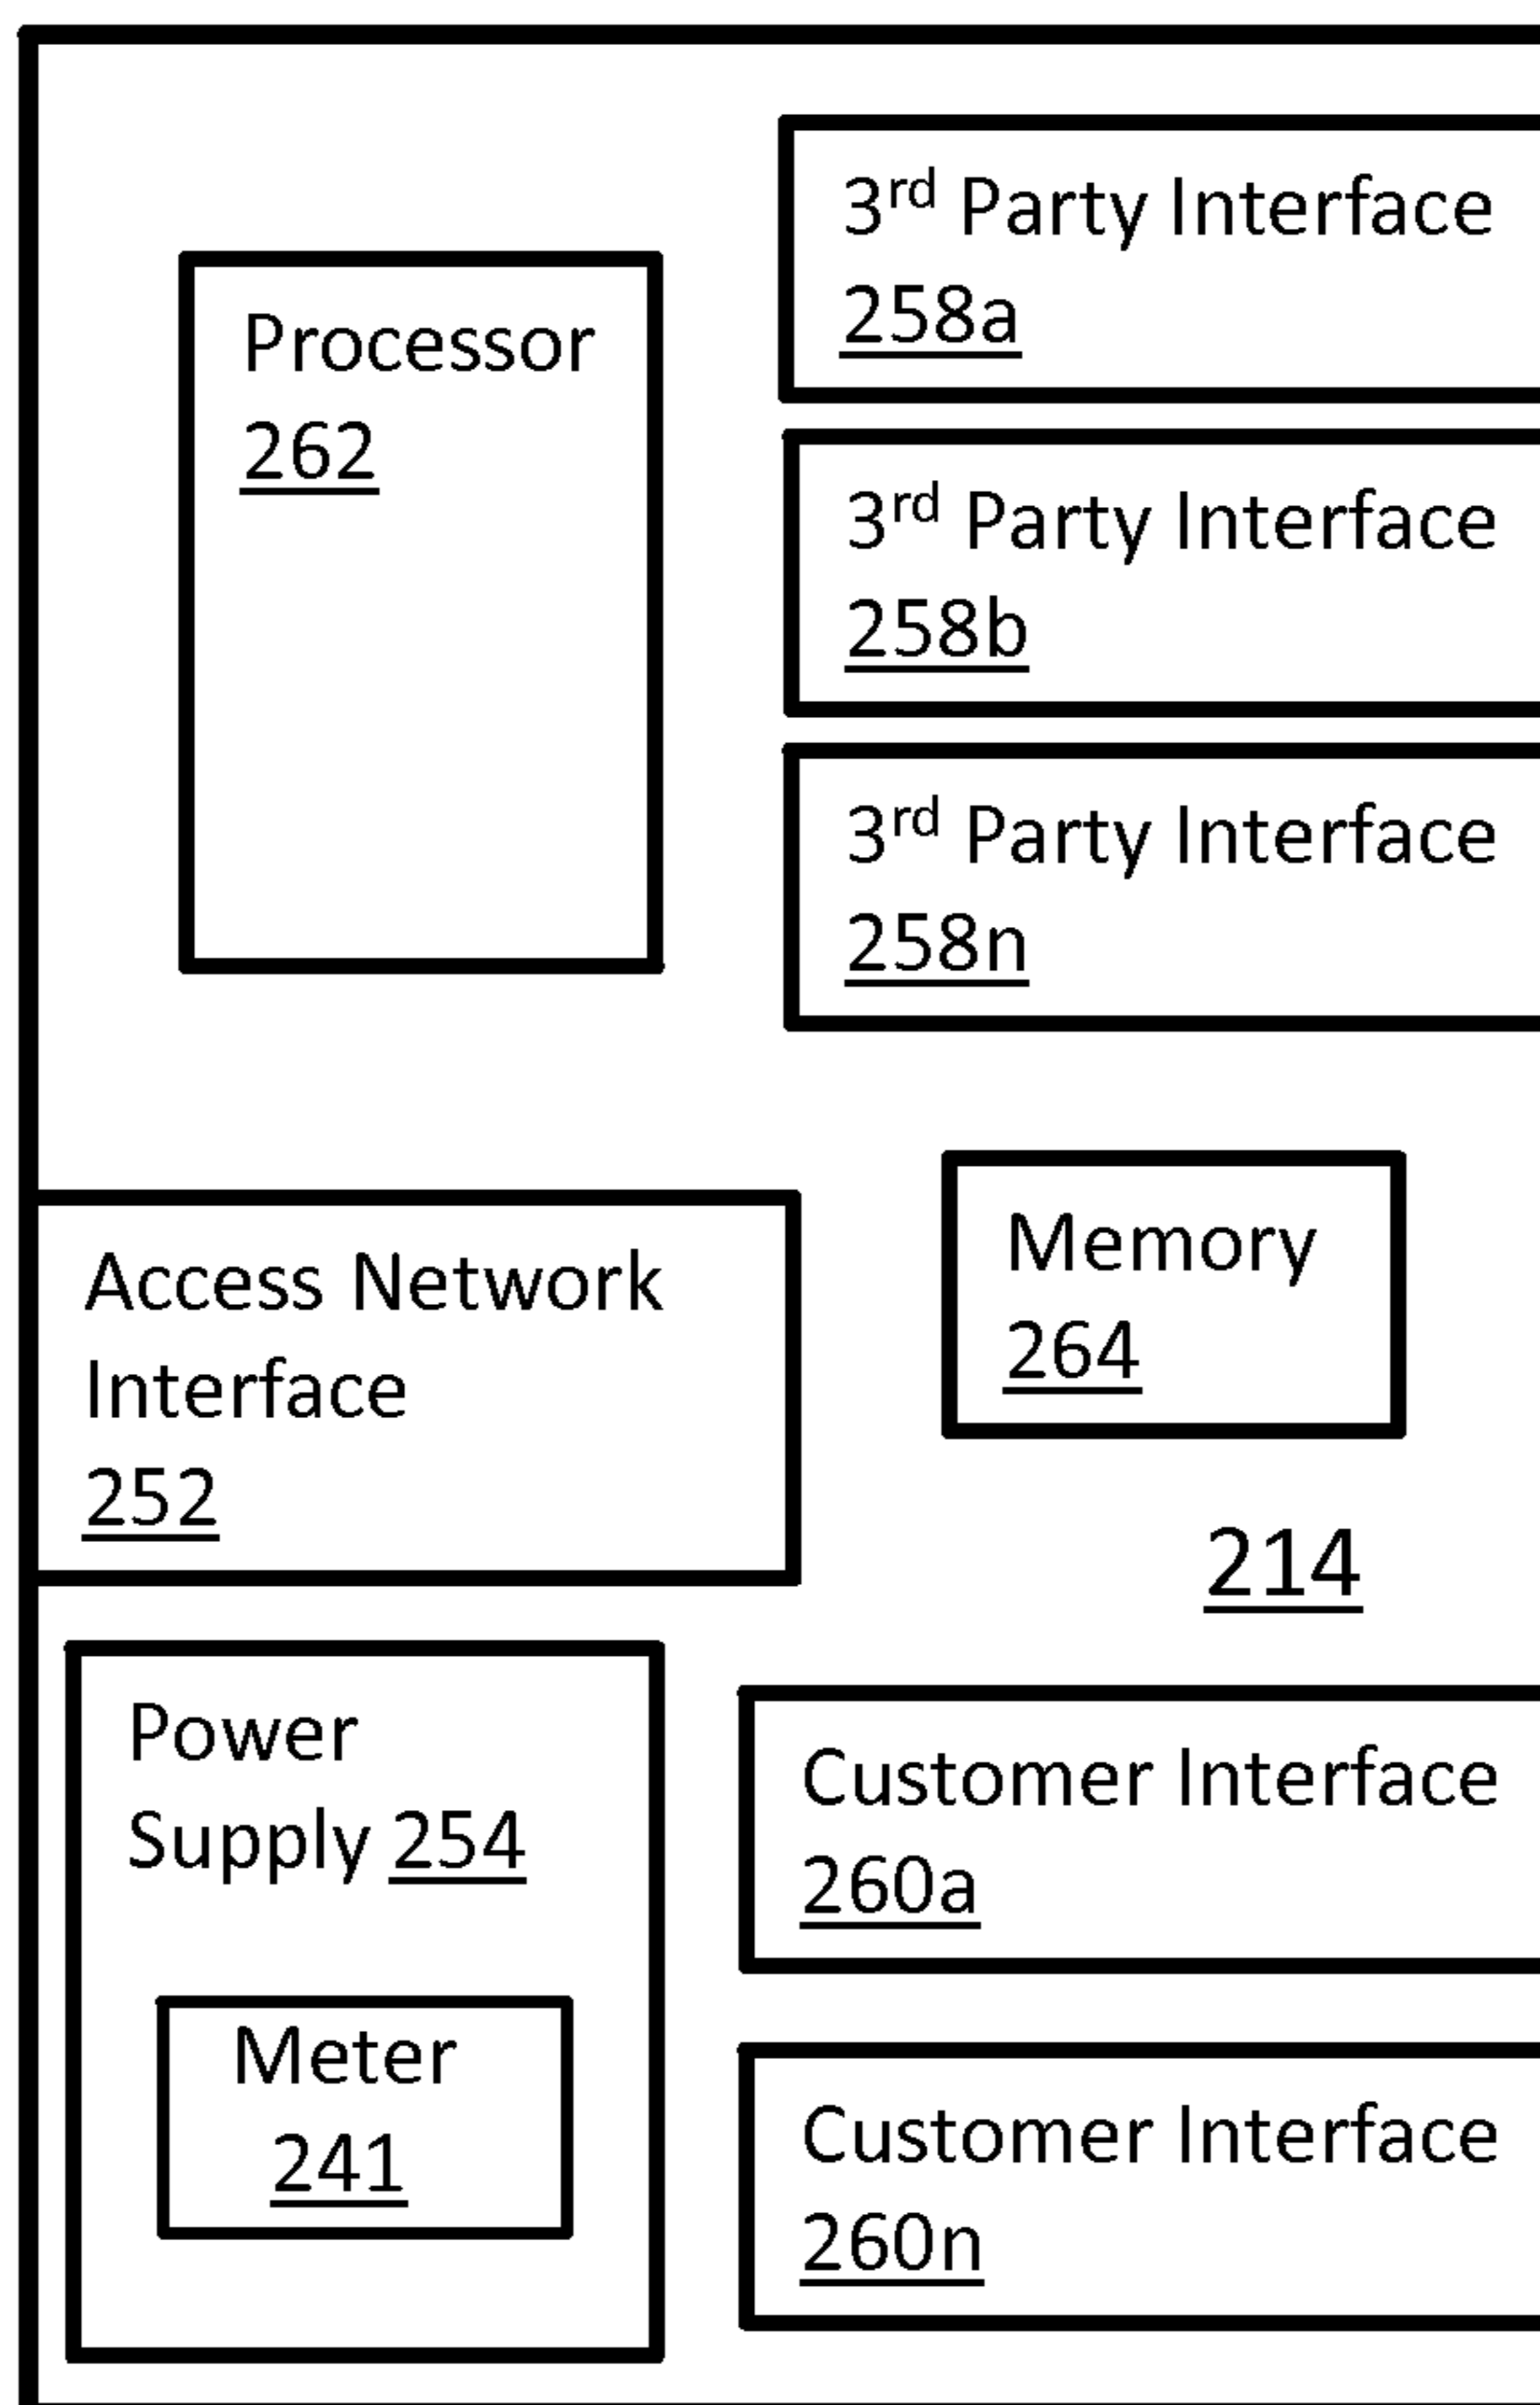 3rd Party Interface
258a
Processor
262
3rd Party Interface
258b
3rd Party Interface
258n
Memory
264
Access Network
Interface
252
214
Power
Supply 254
Meter
241
Customer Interface
260a
Customer Interface
260n